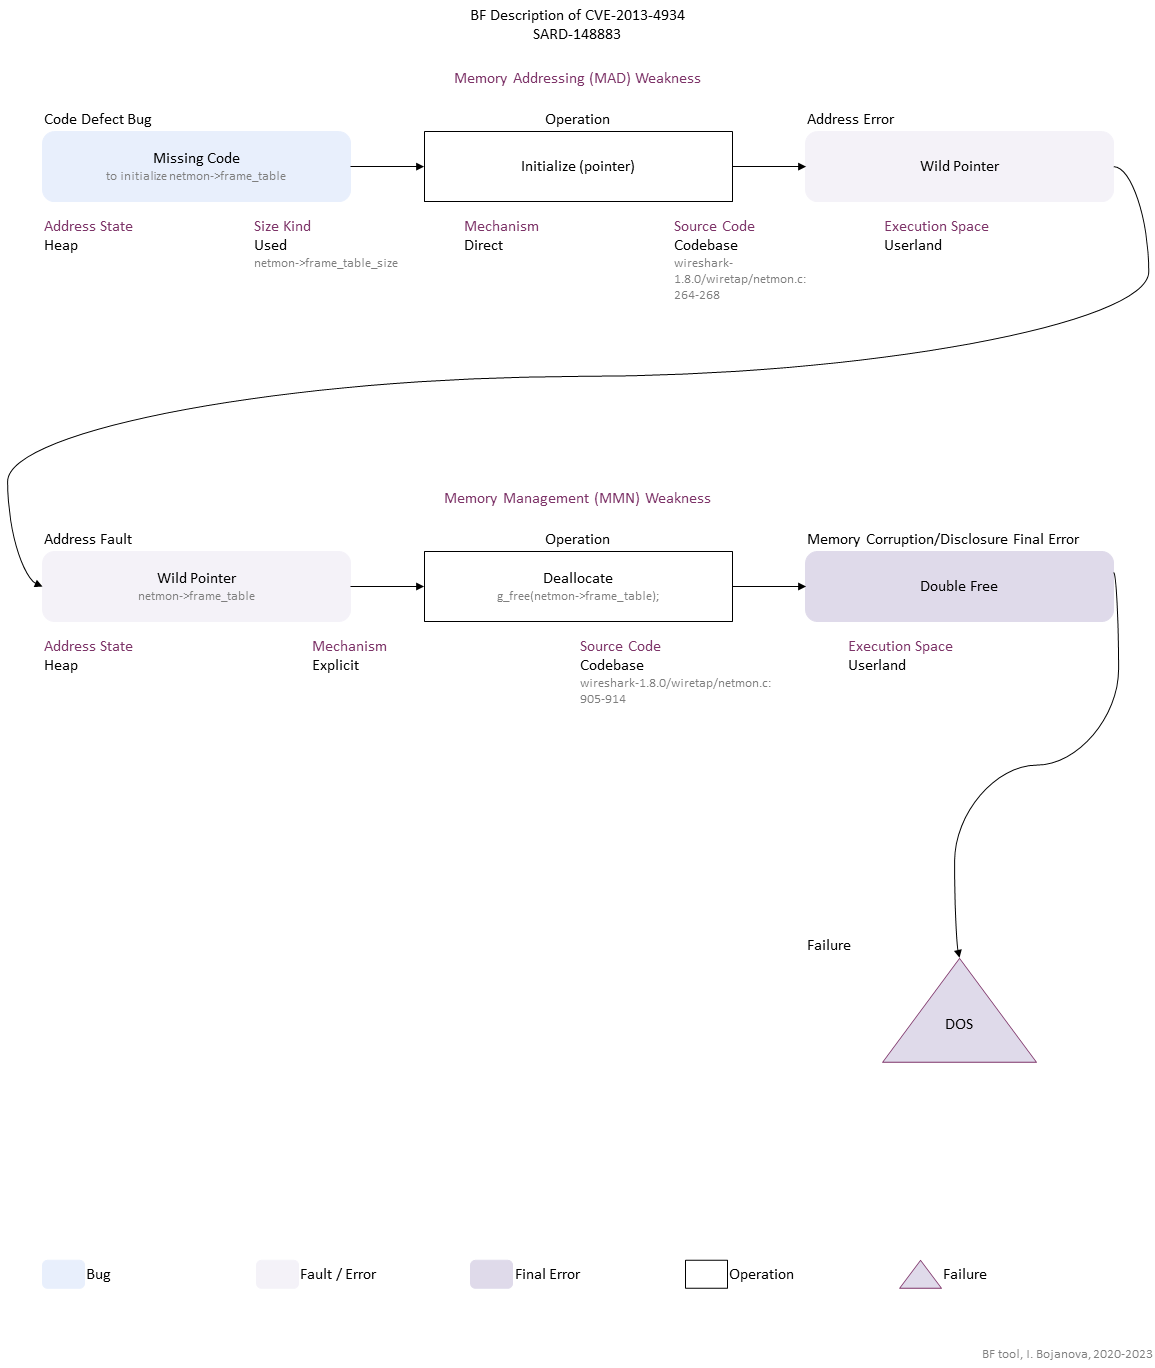 BF Description of CVE-2013-4934
SARD-148883
Memory Addressing (MAD) Weakness
Code Defect Bug
Operation
Address Error
Missing Code
to initialize netmon->frame_table
Initialize (pointer)
Wild Pointer
Address State
Size Kind
Mechanism
Source Code
Execution Space
Heap
Used
Direct
Codebase
Userland
netmon->frame_table_size
wireshark-
1.8.0/wiretap/netmon.c:
264-268
Memory Management (MMN) Weakness
Address Fault
Operation
Memory Corruption/Disclosure Final Error
Wild Pointer
netmon->frame_table
Deallocate
g_free(netmon->frame_table);
Double Free
Address State
Mechanism
Source Code
Execution Space
Heap
Explicit
Codebase
Userland
wireshark-1.8.0/wiretap/netmon.c:
905-914
Failure
DOS
Bug
Fault / Error
Final Error
Operation
Failure
BF tool, I. Bojanova, 2020-2023